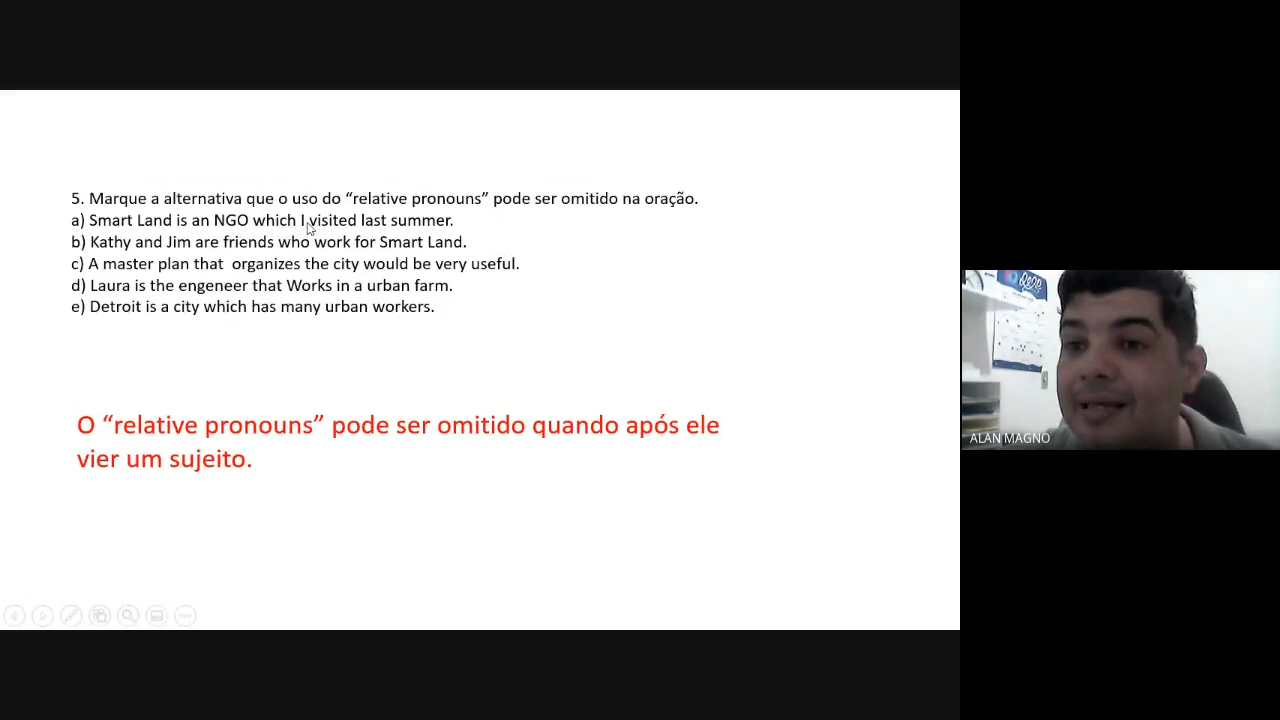 5. Marque a alternativa que o uso do “relative pronouns” pode ser omitido na oração.
a) Smart Land is an NGO which I visited last summer.
b) Kathy and Jim are friends who work for Smart Land.
c) A master plan that  organizes the city would be very useful.
d) Laura is the engeneer that Works in a urban farm.
e) Detroit is a city which has many urban workers.
O “relative pronouns” pode ser omitido quando após ele
vier um sujeito.
ALAN MAGNO